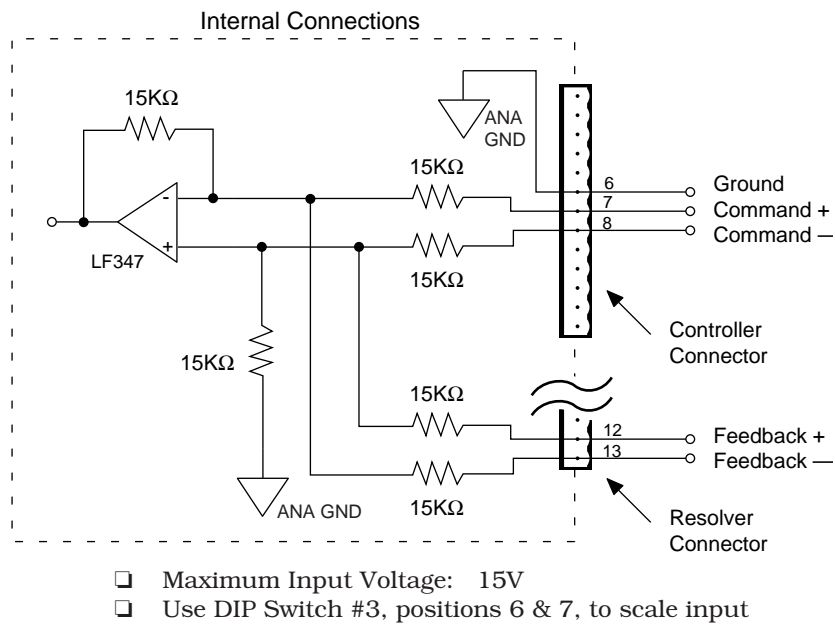 Internal Connections
15KΩ
ANA
GND
15KΩ
6
Ground
7
Command +
8
Command —
-
+
LF347
15KΩ
Controller
Connector
15KΩ
15KΩ
12
Feedback +
13
Feedback —
ANA GND
15KΩ
Resolver
Connector
❏ Maximum Input Voltage: 15V
❏ Use DIP Switch #3, positions 6 & 7, to scale input